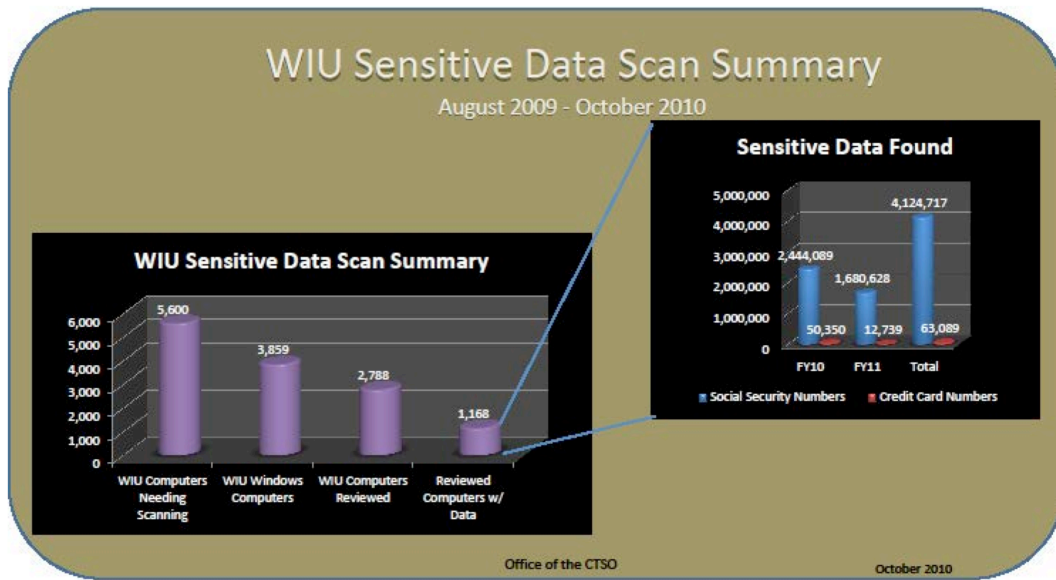 WIU Sensitive Data Scan Summary
August 2009 - October 2010
Sensitive Data Found
5,000,000
4,000,000
3,000,000
2,000,000
1,000,000
0
2,444,089
50,350
1,680,628
12,739
4,124,717
63,089
FY10 FY11 Total
Social Security Numbers Credit Card Numbers
WIU Sensitive Data Scan Summary
6,000
5,000
4,000
3,000
2,000
1,000
0
5,600
3,859
2,788
1,168
WIU Computers
Needing
Scanning
WIU Windows
Computers
WIU Computers
Reviewed
Reviewed
Computers w/
Data
Office of the CTSO
October 2010